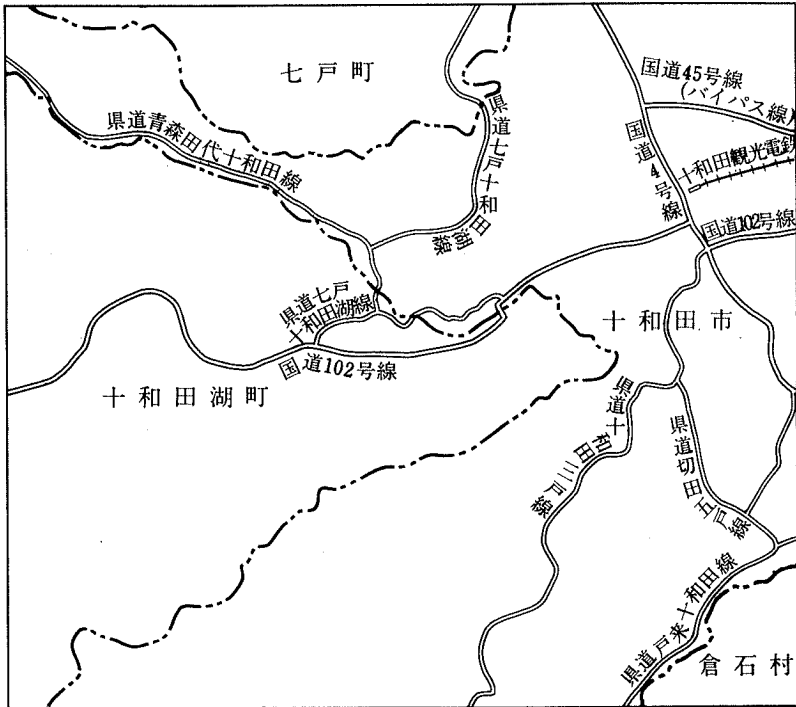 七戸町
国道45号線
(バイパス線)
県道青森田代十和田線
県道七戸十和田湖線
国道4号線
十和田観光電鉄
国道102号線
県道七戸
十和田湖線
十和田市
国道102号線
十和田湖町
県道十和田三戸線
県道切田五戸線
県道戸来十和田線
倉石村